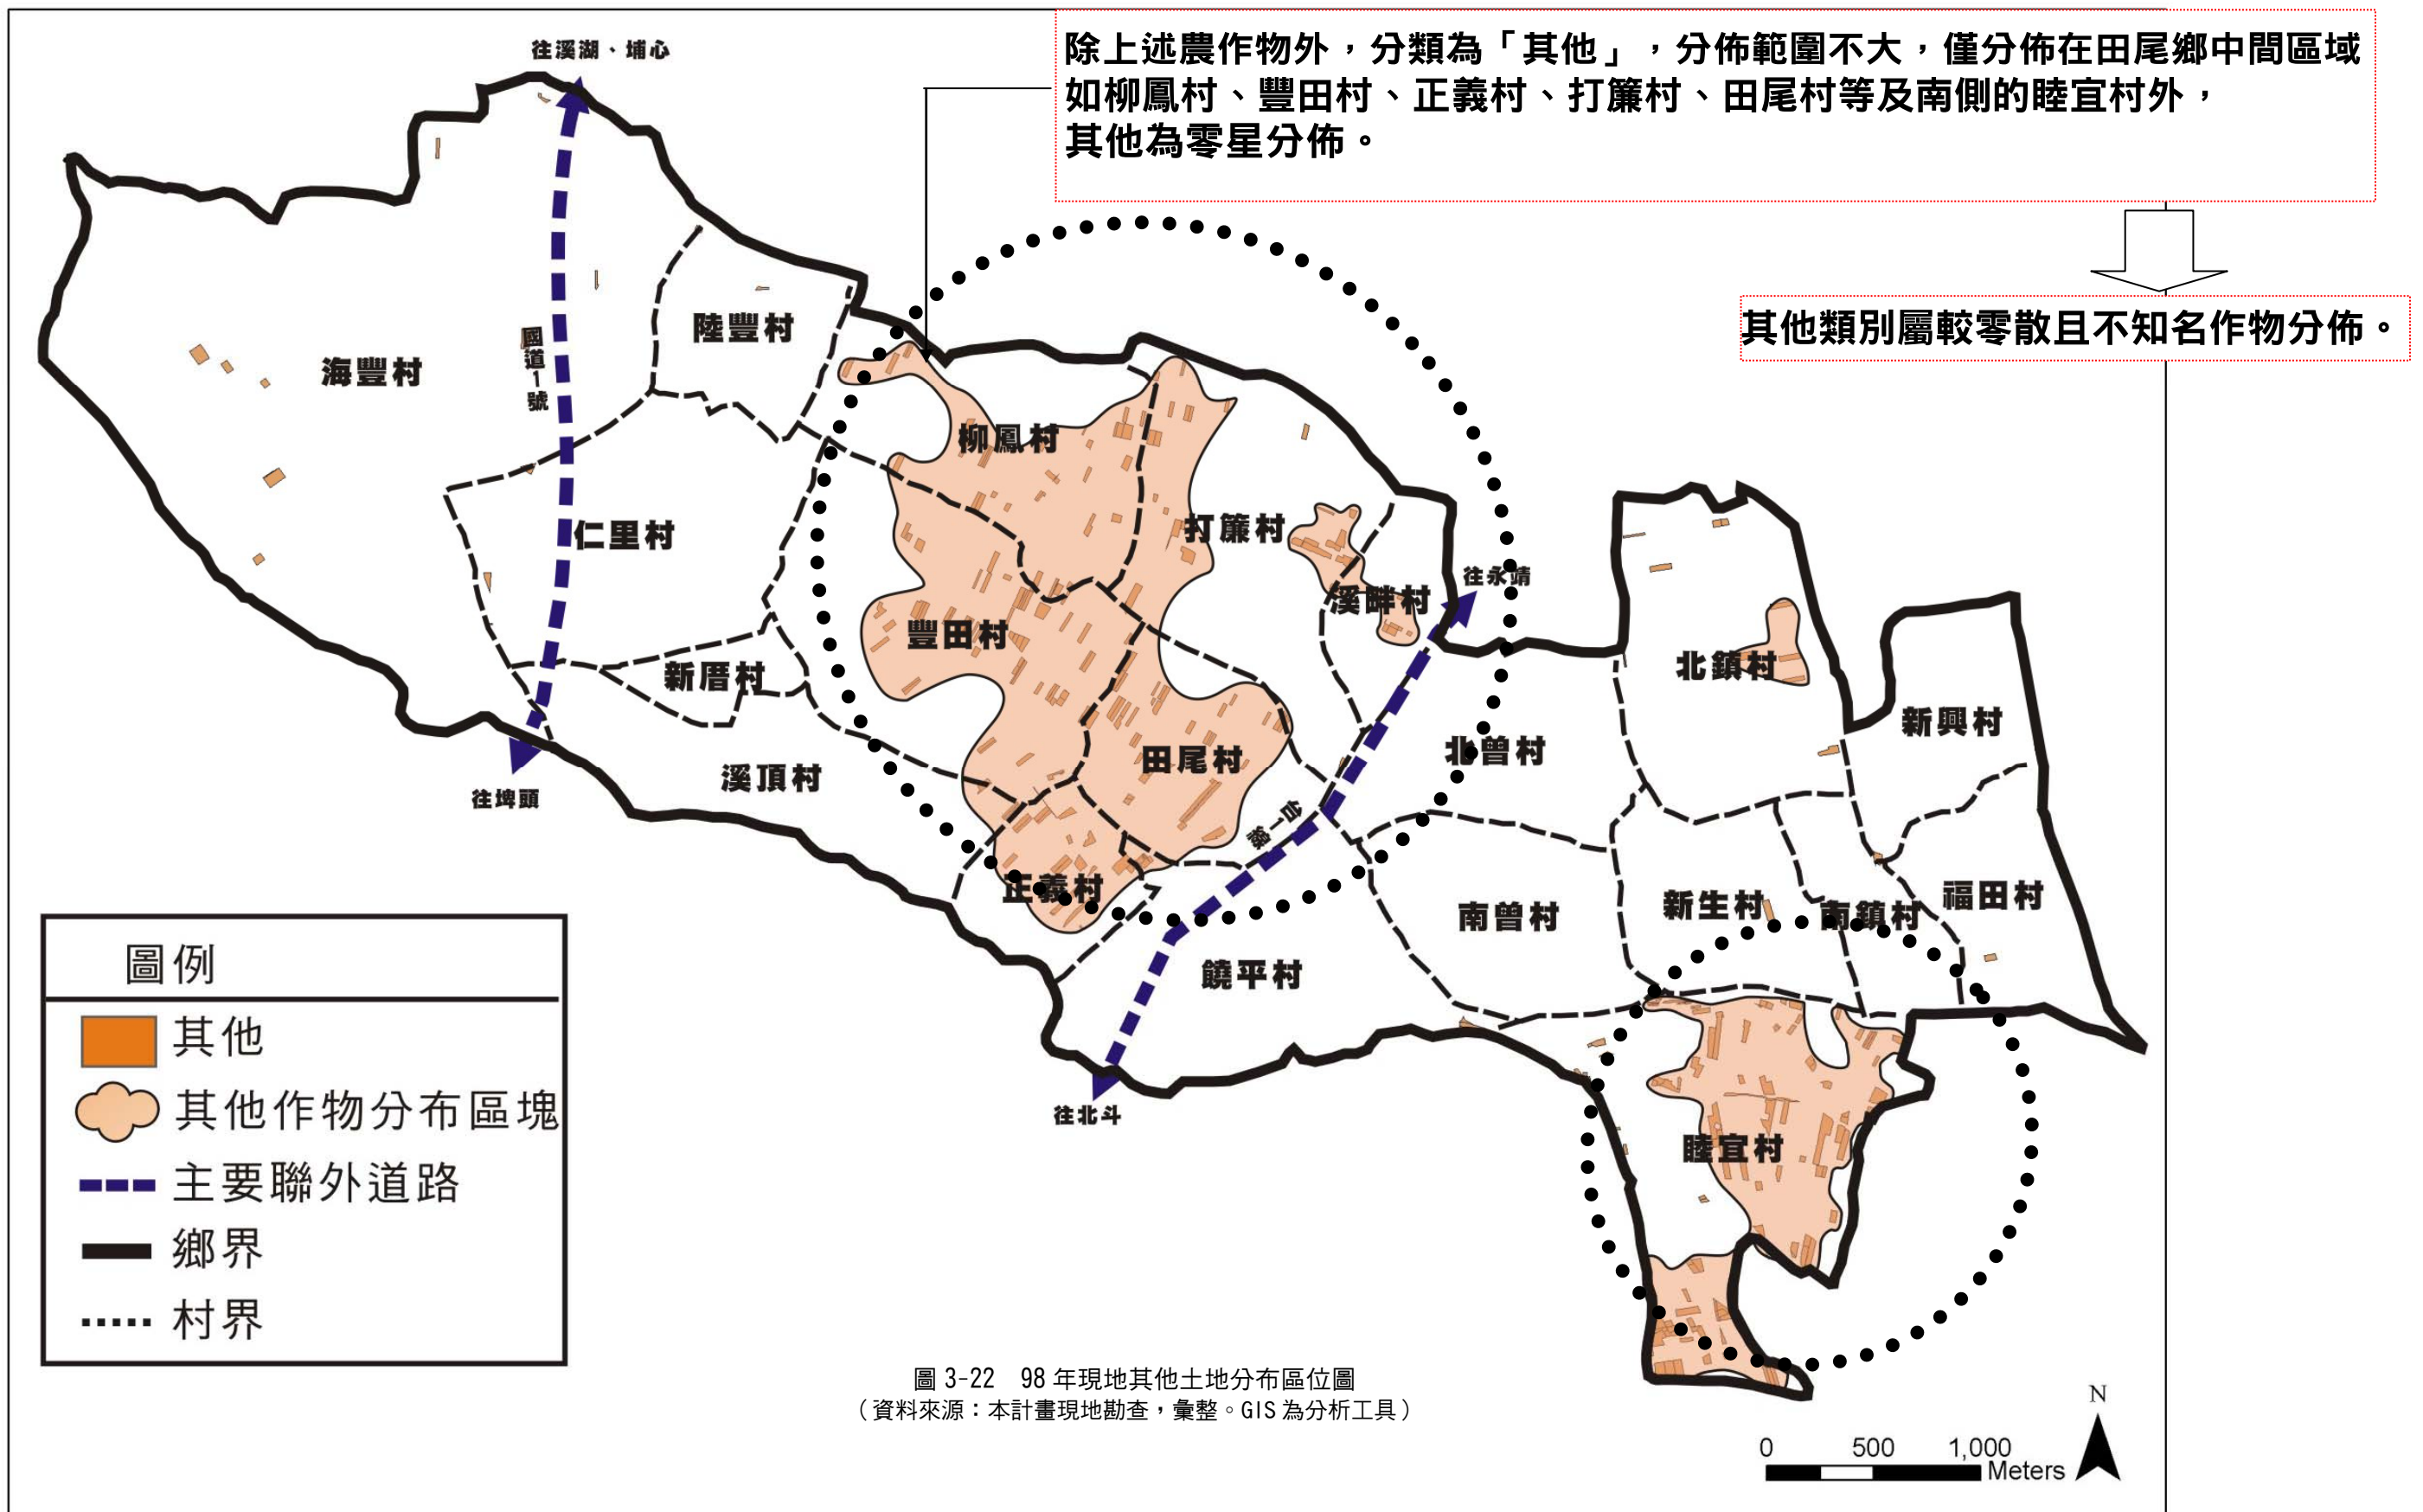 除上述農作物外，分類為「其他」，分佈範圍不大，僅分佈在田尾鄉中間區域
如柳鳳村、豐田村、正義村、打簾村、田尾村等及南側的睦宜村外，
其他為零星分佈。
其他類別屬較零散且不知名作物分佈。
往溪湖、埔心
陸豐村
國道1號
海豐村
柳鳳村
仁里村
打簾村
往永靖
溪畔村
豐田村
新厝村
北鎮村
新興村
田尾村
北曾村
溪頂村
往埤頭
台1線
正義村
南曾村
新生村
南鎮村
福田村
饒平村
往北斗
睦宜村
圖例
其他
其他作物分布區塊
主要聯外道路
鄉界
村界
圖 3-22　98 年現地其他土地分布區位圖
（資料來源：本計畫現地勘查，彙整。GIS 為分析工具）
N
0 500 1,000
Meters